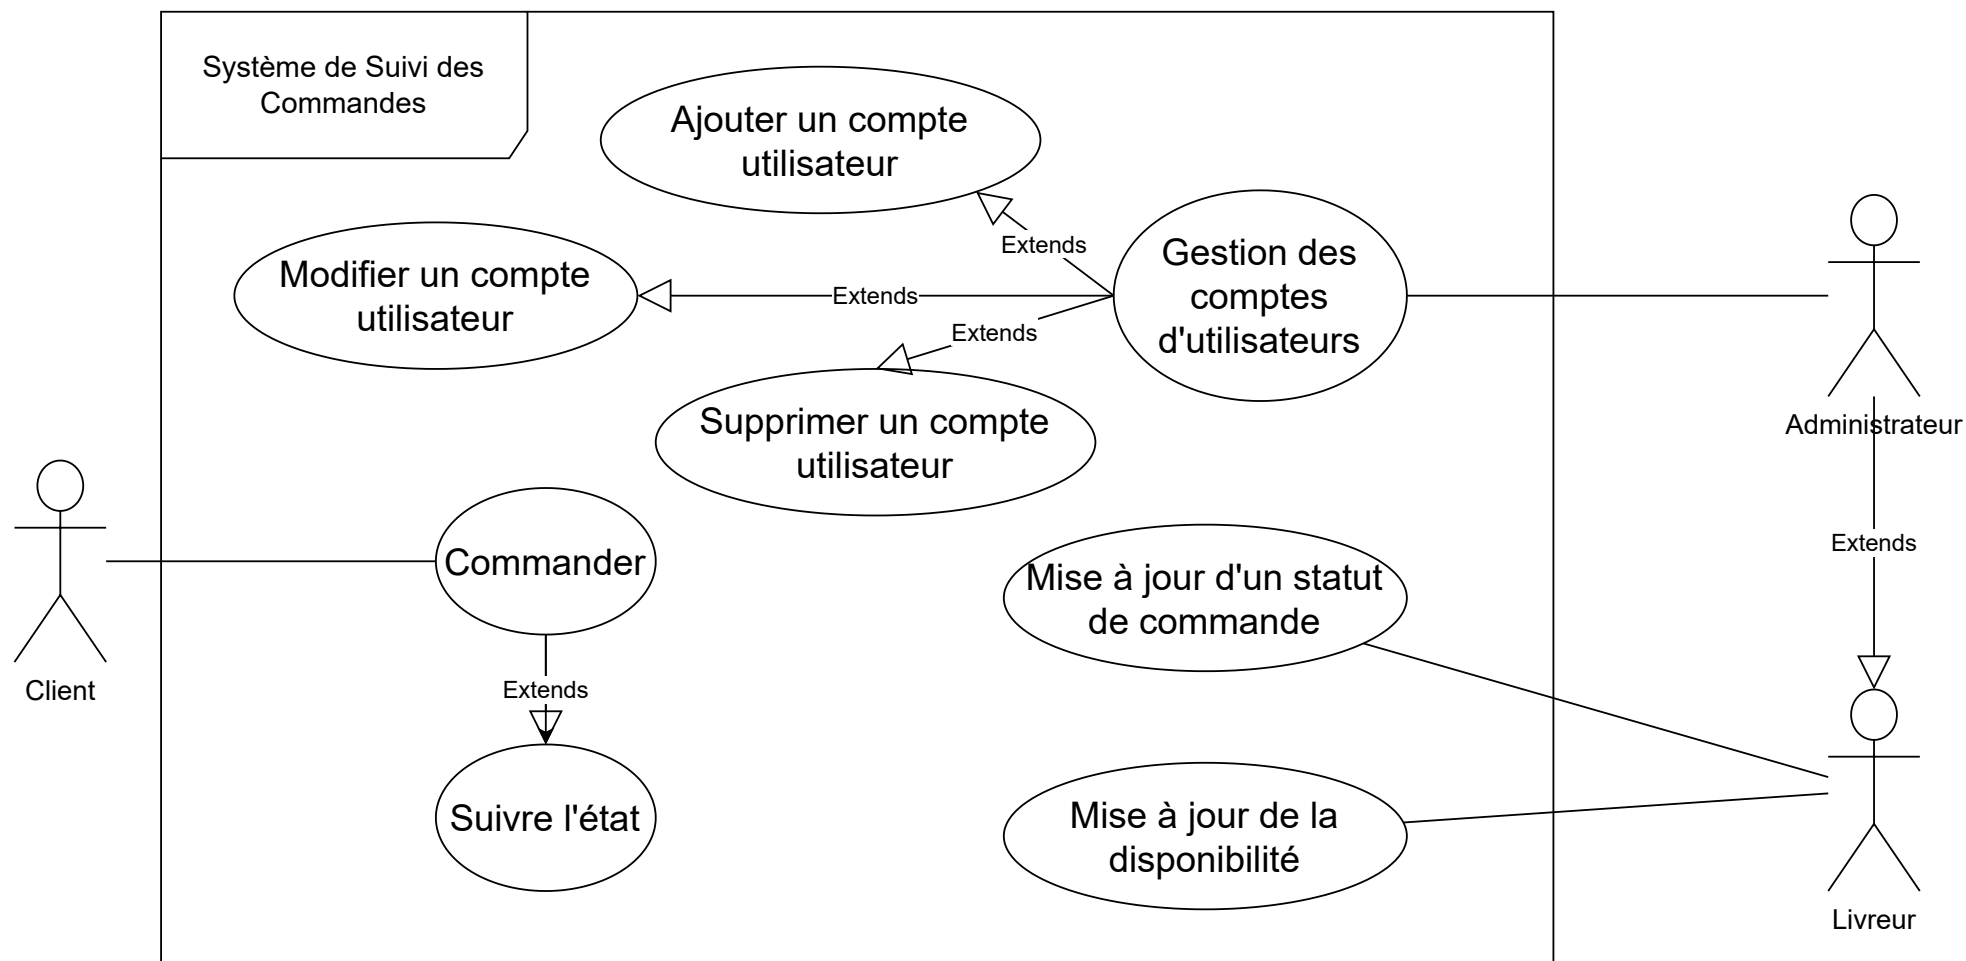 Système de Suivi des
Commandes
Ajouter un compte
utilisateur
Extends
Gestion des
comptes
d'utilisateurs
Modifier un compte
utilisateur
Extends
Extends
Supprimer un compte
utilisateur
Administrateur
Extends
Client
Commander
Extends
Suivre l'état
Mise à jour d'un statut
de commande
Mise à jour de la
disponibilité
Livreur